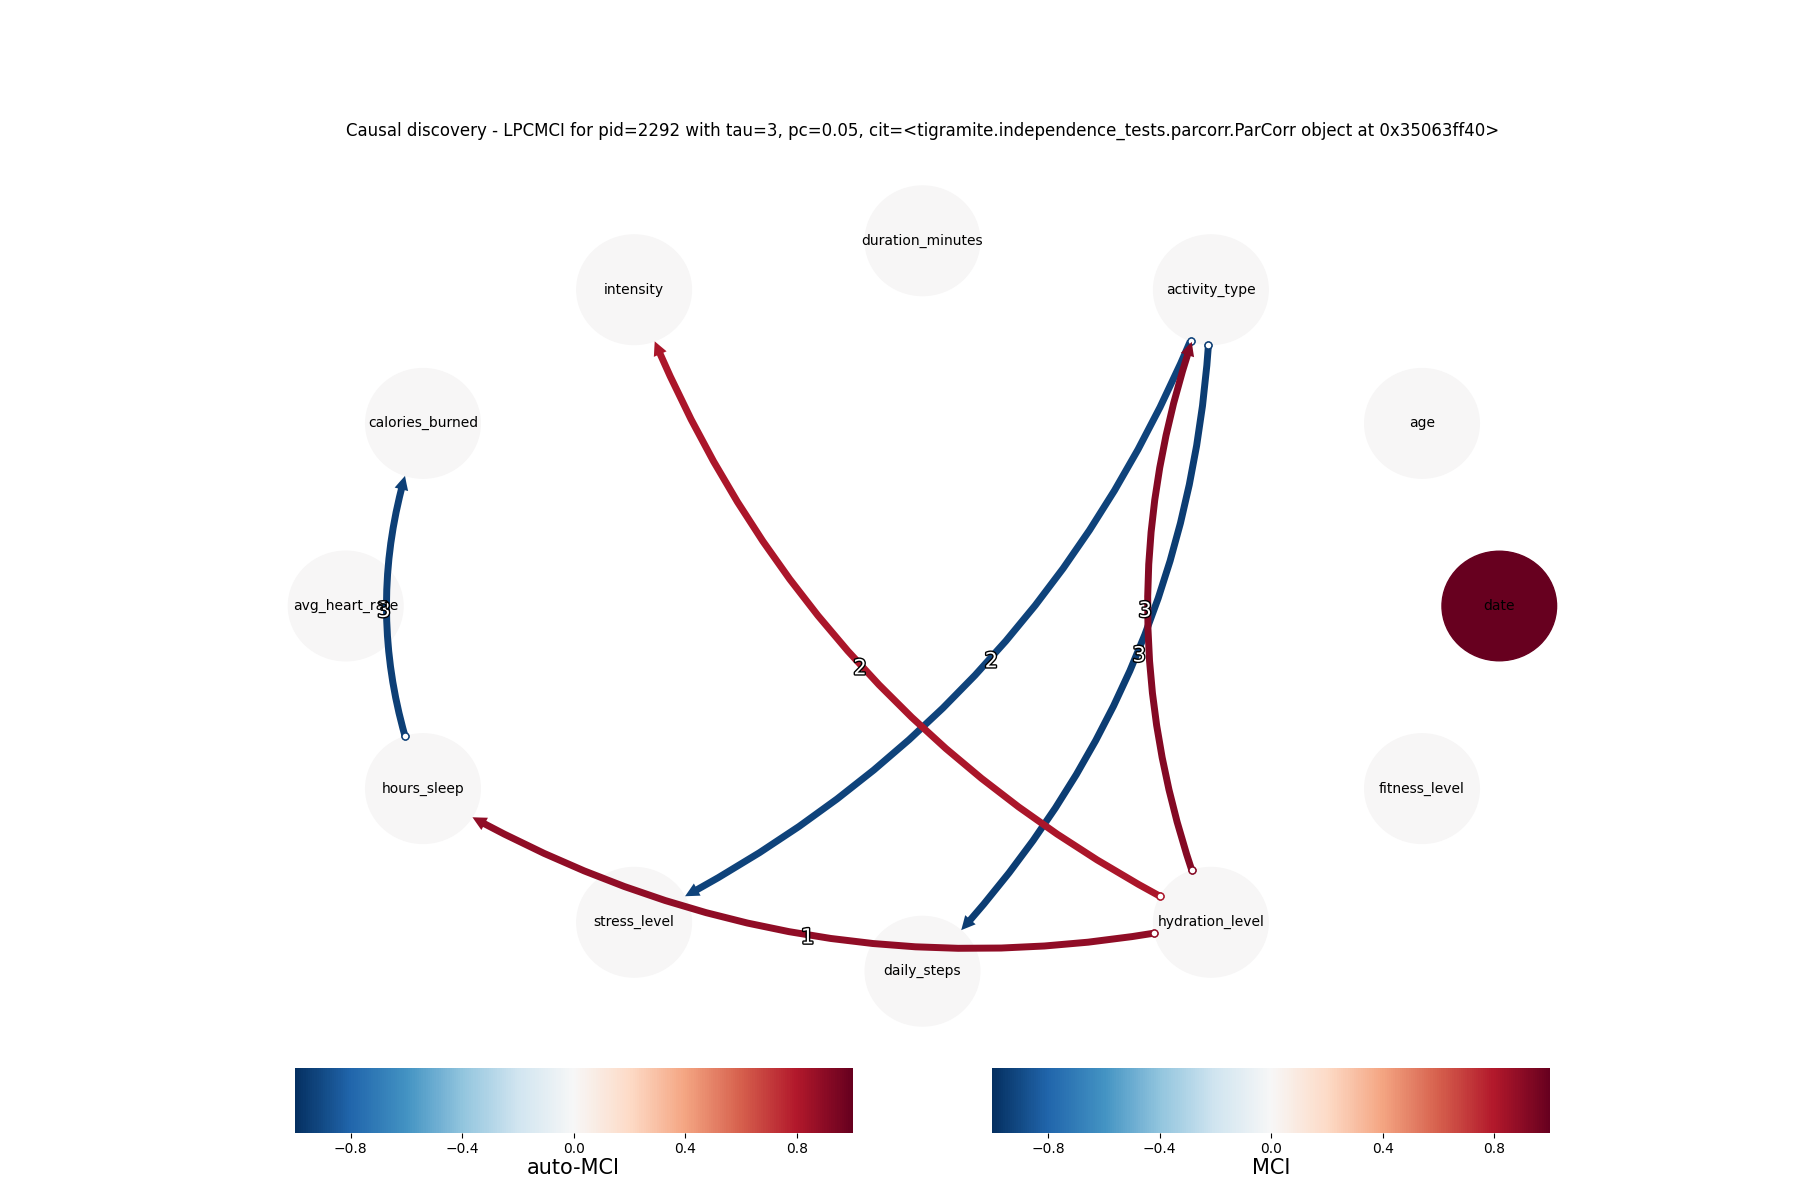 Causal discovery - LPCMCI for pid=2292 with tau=3, pc=0.05, cit=<tigramite.independence_tests.parcorr.ParCorr object at 0x35063ff40>
duration_minutes
intensity
activity_type
calories_burned
age
avg_heart_rate
3
3
date
2
2
3
hours_sleep
fitness_level
stress_level
hydration_level
1
daily_steps
−0.8 −0.4 0.0 0.4 0.8
auto-MCI
−0.8 −0.4 0.0 0.4 0.8
MCI